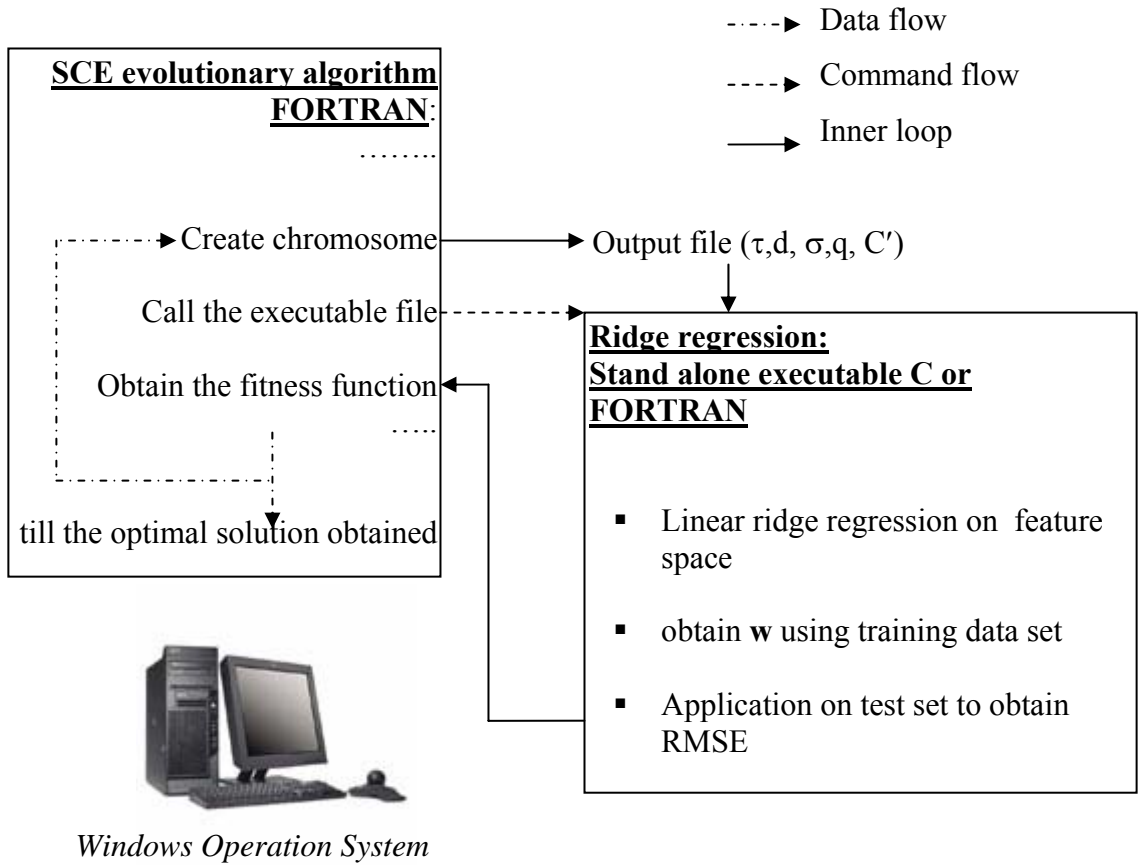 Data flow
Command flow
Inner loop
SCE evolutionary algorithm
FORTRAN:
........
Create chromosome
Output file (τ,d, σ,q, C′)
Call the executable file
Obtain the fitness function
.....
till the optimal solution obtained
Ridge regression:
Stand alone executable C or
FORTRAN
▪ Linear ridge regression on feature
space
▪ obtain w using training data set
▪ Application on test set to obtain
RMSE
Windows Operation System